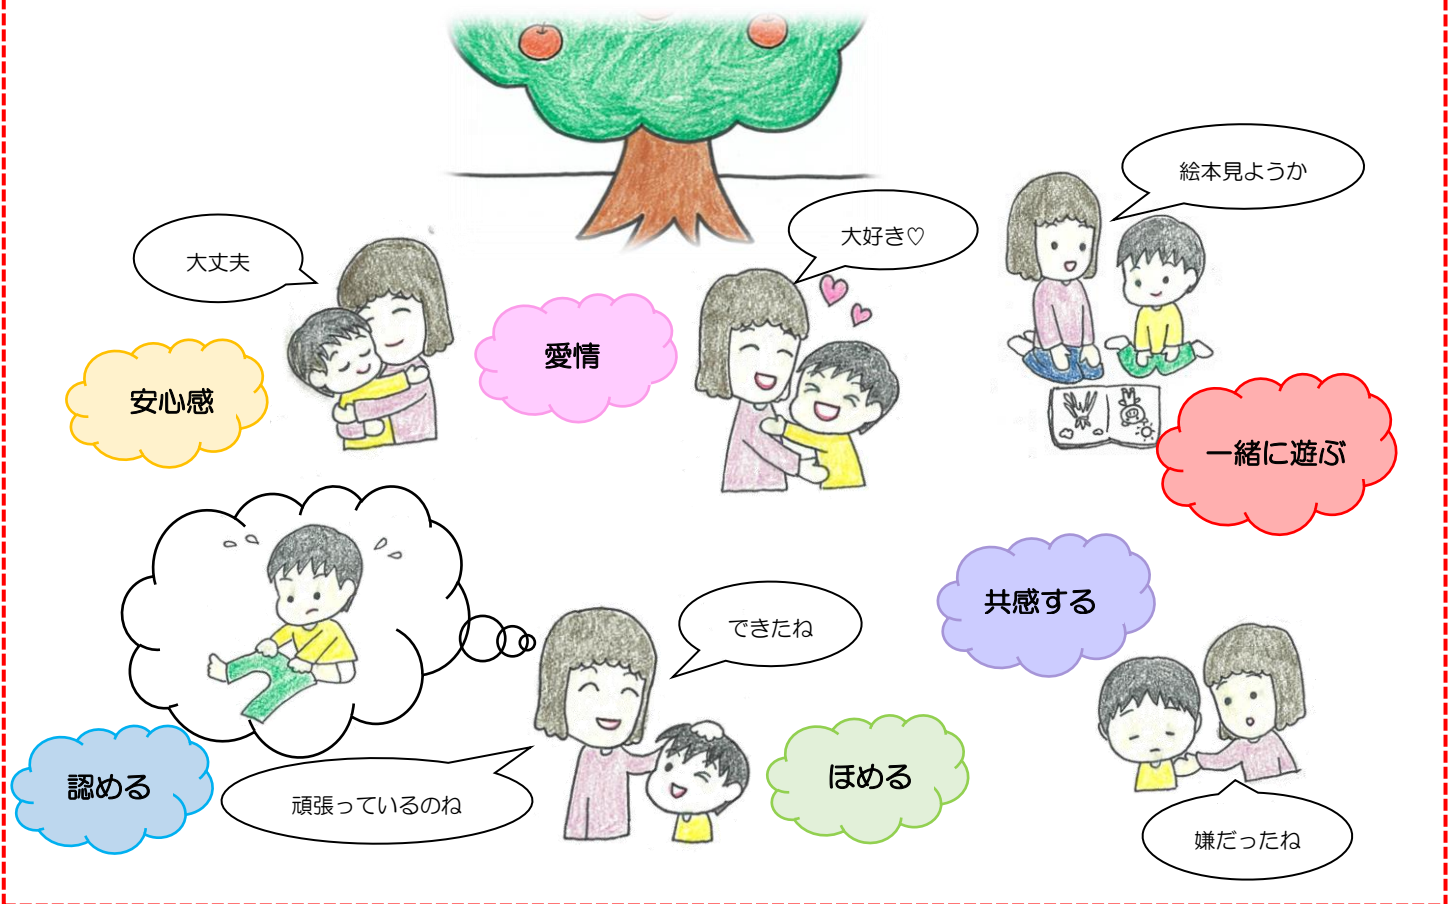 絵本見ようか
大好き♡
大丈夫
愛情
安心感
一緒に遊ぶ
共感する
できたね
認める
頑張っているのね
ほめる
嫌だったね